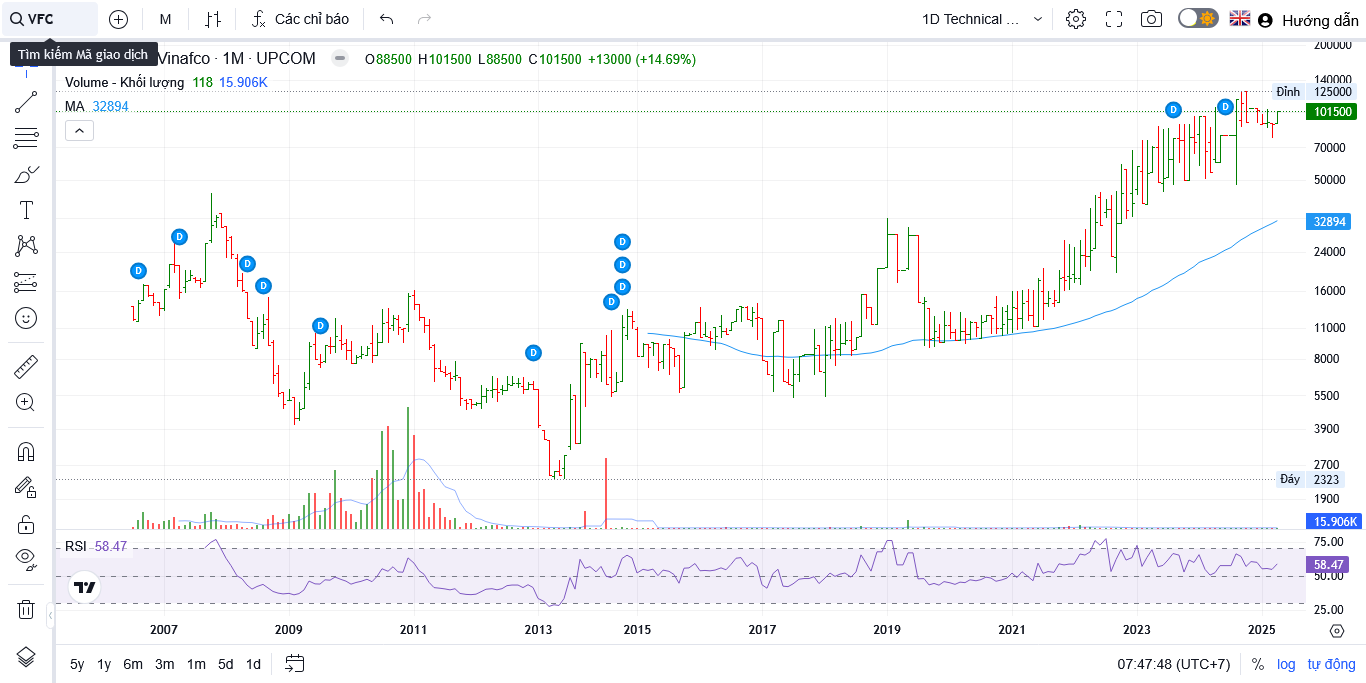 VFC M Các chỉ báo 1D Technical ... Hướng dẫn
Tìm kiếm Mã giao dịch
Vinafco · 1M · UPCOM O88500 H101500 L88500 C101500 +13000 (+14.69%)
Volume - Khối lượng 118 15.906K
MA 32894
200000
140000
Đỉnh 125000
101500
70000
50000
32894
24000
16000
11000
8000
5500
3900
2700
Đáy 2323
1900
15.906K
D
D
D
D
D
D
D
D
D
D
D
D
RSI 58.47
75.00
58.47
50.00
25.00
2007 2009 2011 2013 2015 2017 2019 2021 2023 2025
5y 1y 6m 3m 1m 5d 1d 07:47:48 (UTC+7) % log tự động